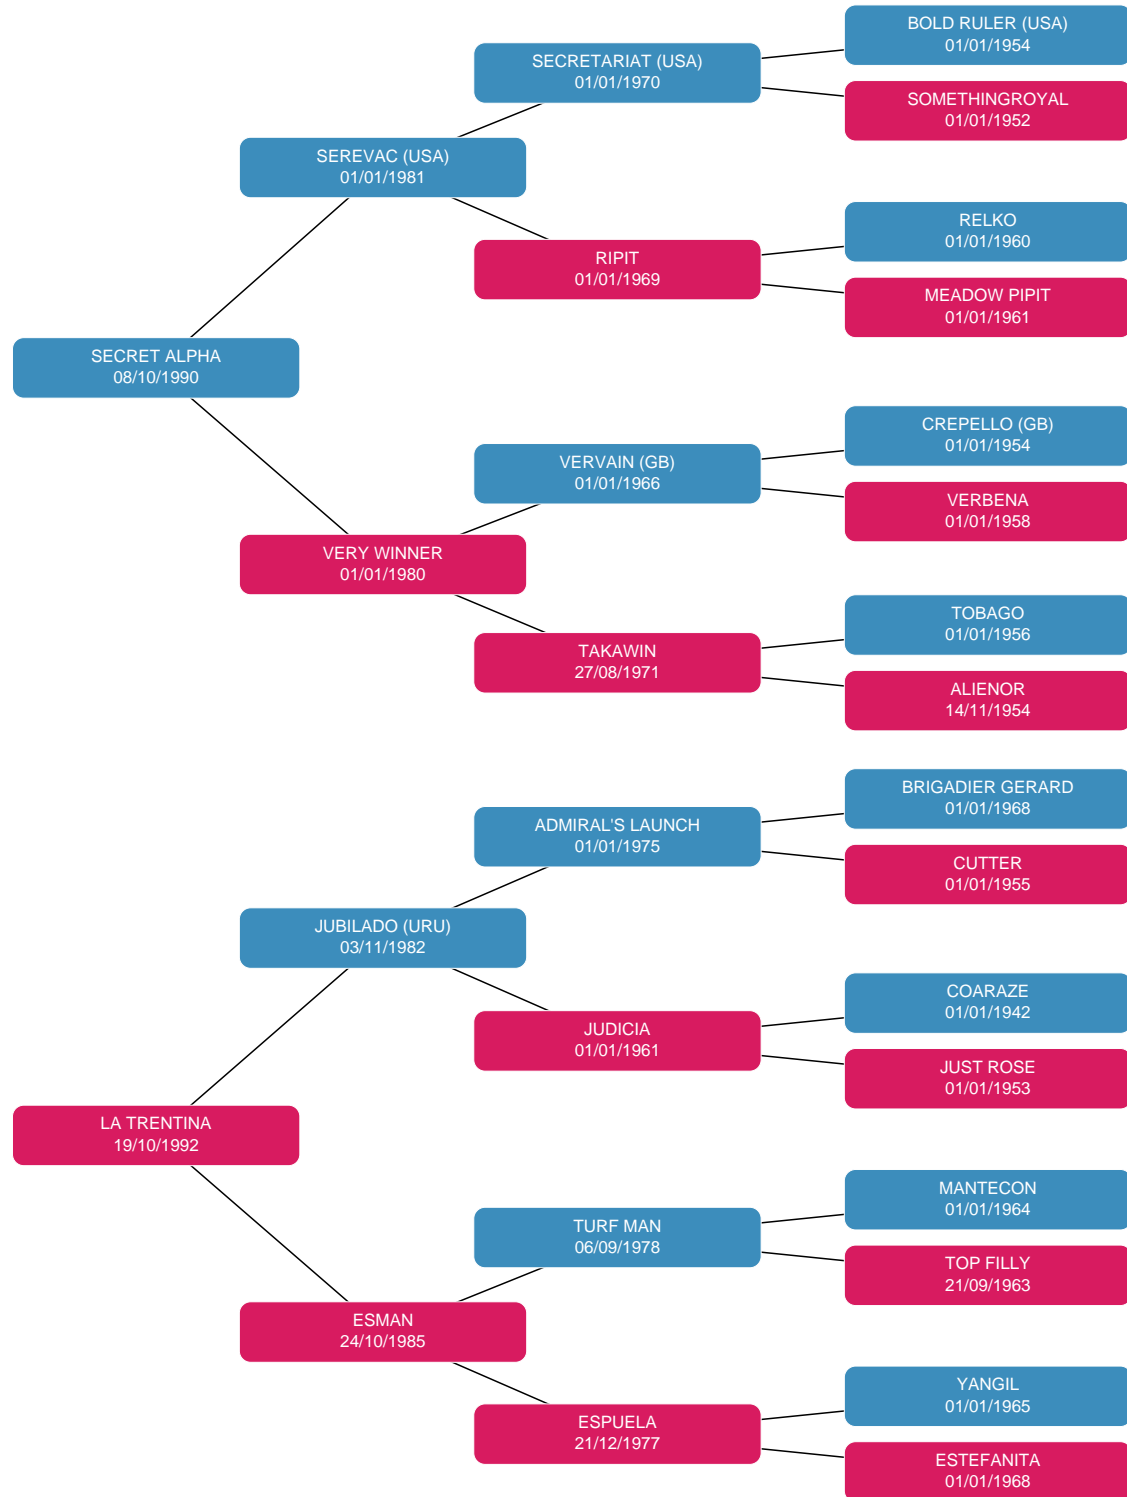 BOLD RULER (USA)
01/01/1954
SECRETARIAT (USA)
01/01/1970
SOMETHINGROYAL
01/01/1952
SEREVAC (USA)
01/01/1981
RELKO
01/01/1960
RIPIT
01/01/1969
MEADOW PIPIT
01/01/1961
SECRET ALPHA
08/10/1990
CREPELLO (GB)
01/01/1954
VERVAIN (GB)
01/01/1966
VERBENA
01/01/1958
VERY WINNER
01/01/1980
TOBAGO
01/01/1956
TAKAWIN
27/08/1971
ALIENOR
14/11/1954
BRIGADIER GERARD
01/01/1968
ADMIRAL'S LAUNCH
01/01/1975
CUTTER
01/01/1955
JUBILADO (URU)
03/11/1982
COARAZE
01/01/1942
JUDICIA
01/01/1961
JUST ROSE
01/01/1953
LA TRENTINA
19/10/1992
MANTECON
01/01/1964
TURF MAN
06/09/1978
TOP FILLY
21/09/1963
ESMAN
24/10/1985
YANGIL
01/01/1965
ESPUELA
21/12/1977
ESTEFANITA
01/01/1968